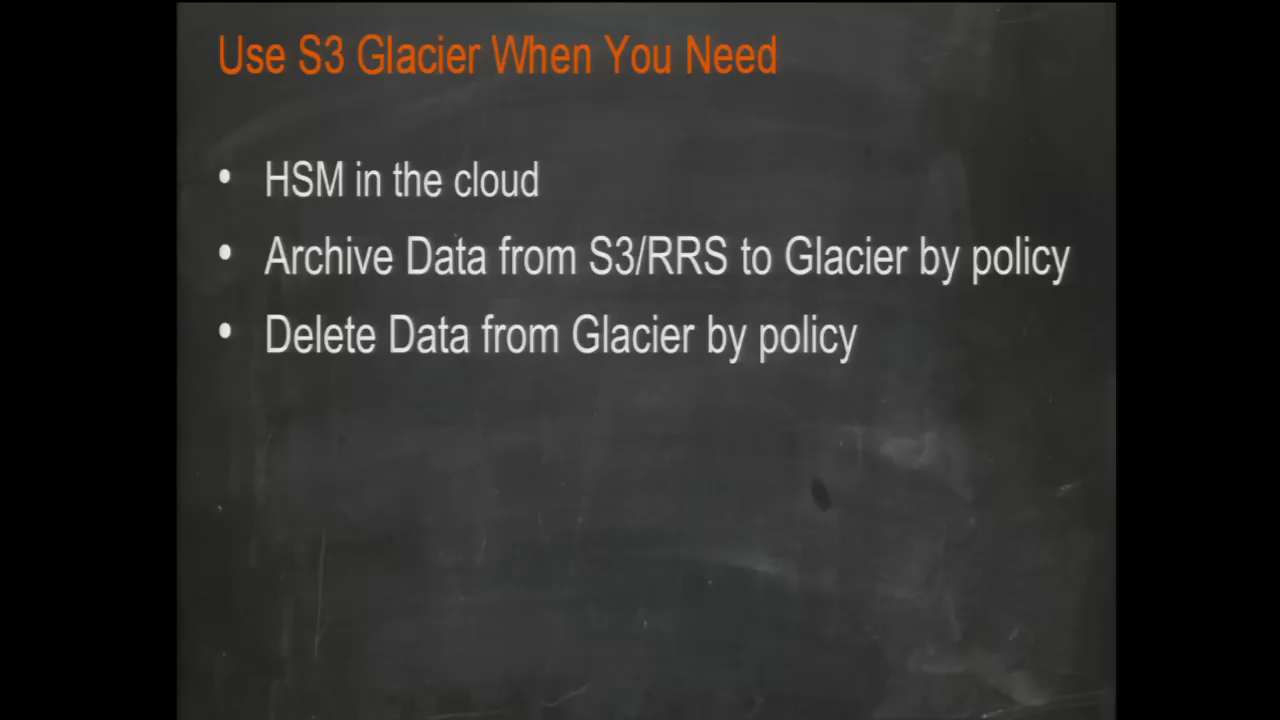 Use S3 Glacier When You Need
• HSM in the cloud
• Archive Data from S3/RRS to Glacier by policy
• Delete Data from Glacier by policy